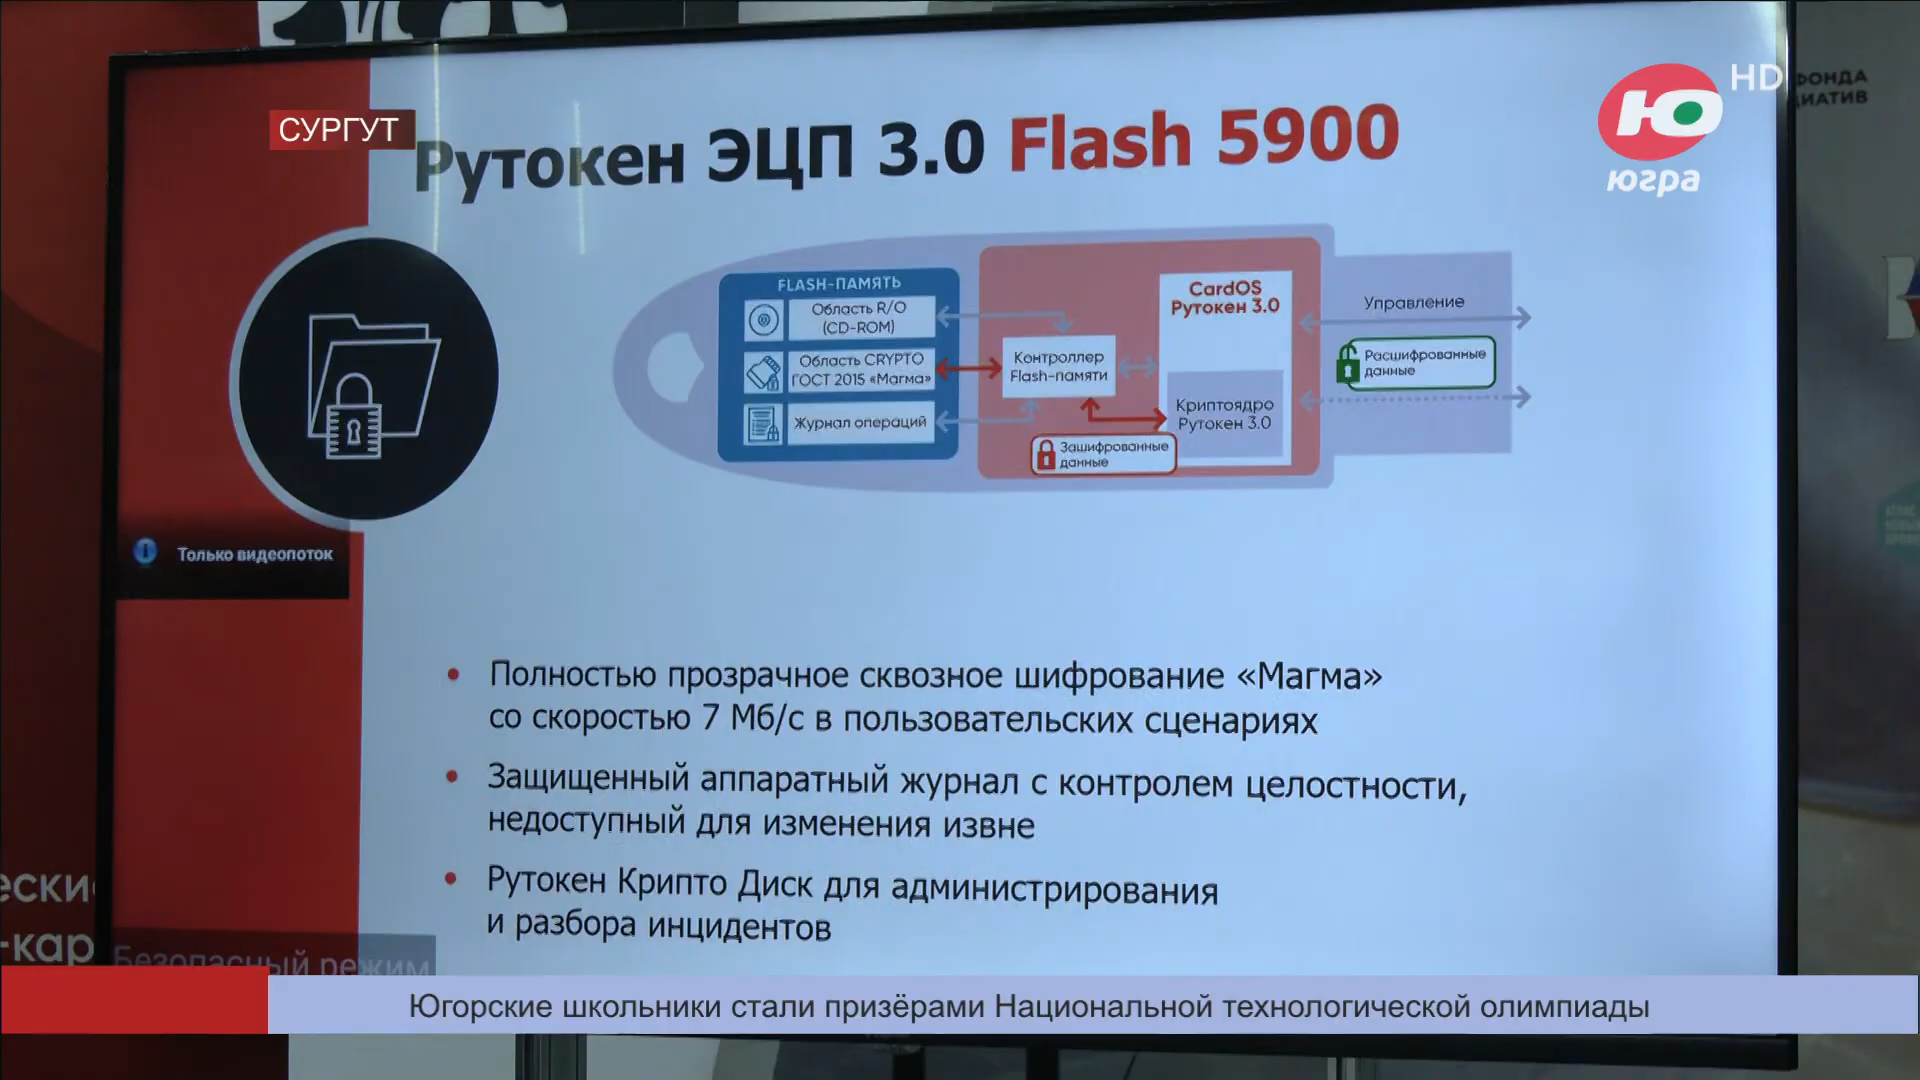 HD
ФОНДА
СУРГУТ
Рутокен ЭЦП 3.0 Flash 5900
Ю
югра
FLASH-ПАМЯТЬ
Область R/O
(CD-ROM)
Область CRYPTO
ГОСТ 2015 «Магма»
Журнал операций
Контроллер
Flash-памяти
CardOS
Рутокен 3.0
Криптоядро
Рутокен 3.0
Зашифрованные
данные
Управление
Расшифрованные
данные
Только видеопоток
• Полностью прозрачное сквозное шифрование «Магма»
со скоростью 7 Мб/с в пользовательских сценариях
• Защищенный аппаратный журнал с контролем целостности,
недоступный для изменения извне
• Рутокен Крипто Диск для администрирования
и разбора инцидентов
-кар
Безопасный режим
Югорские школьники стали призёрами Национальной технологической олимпиады